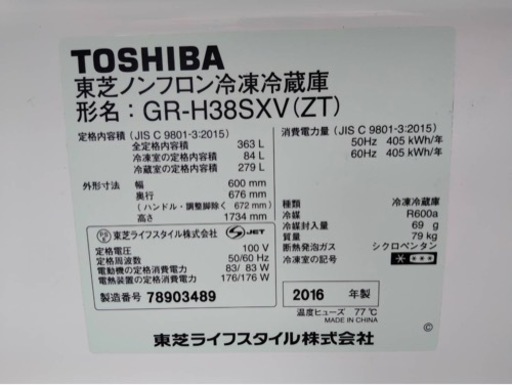 TOSHIBA
東芝ノンフロン冷凍冷蔵庫
形名：GR-H38SXV(ZT)
定格内容積（JIS C 9801-3:2015）
全定格内容積 363 L
冷凍室の定格内容積 84 L
冷蔵室の定格内容積 279 L
外形寸法 幅 600 mm
奥行 676 mm
（ハンドル・調整脚除く 672 mm）
高さ 1734 mm
東芝ライフスタイル株式会社 JET
定格電圧 100 V
定格周波数 50/60 Hz
電動機の定格消費電力 83/ 83 W
電熱装置の定格消費電力 176/176 W
製造番号 78903489
消費電力量（JIS C 9801-3:2015）
50Hz 405 kWh/年
60Hz 405 kWh/年
種類 冷凍冷蔵庫
冷媒 R600a
冷媒封入量 69 g
質量 79 kg
断熱発泡ガス シクロペンタン
冷凍室の記号
2016 年製
温度ヒューズ 77℃
MADE IN CHINA
東芝ライフスタイル株式会社
©